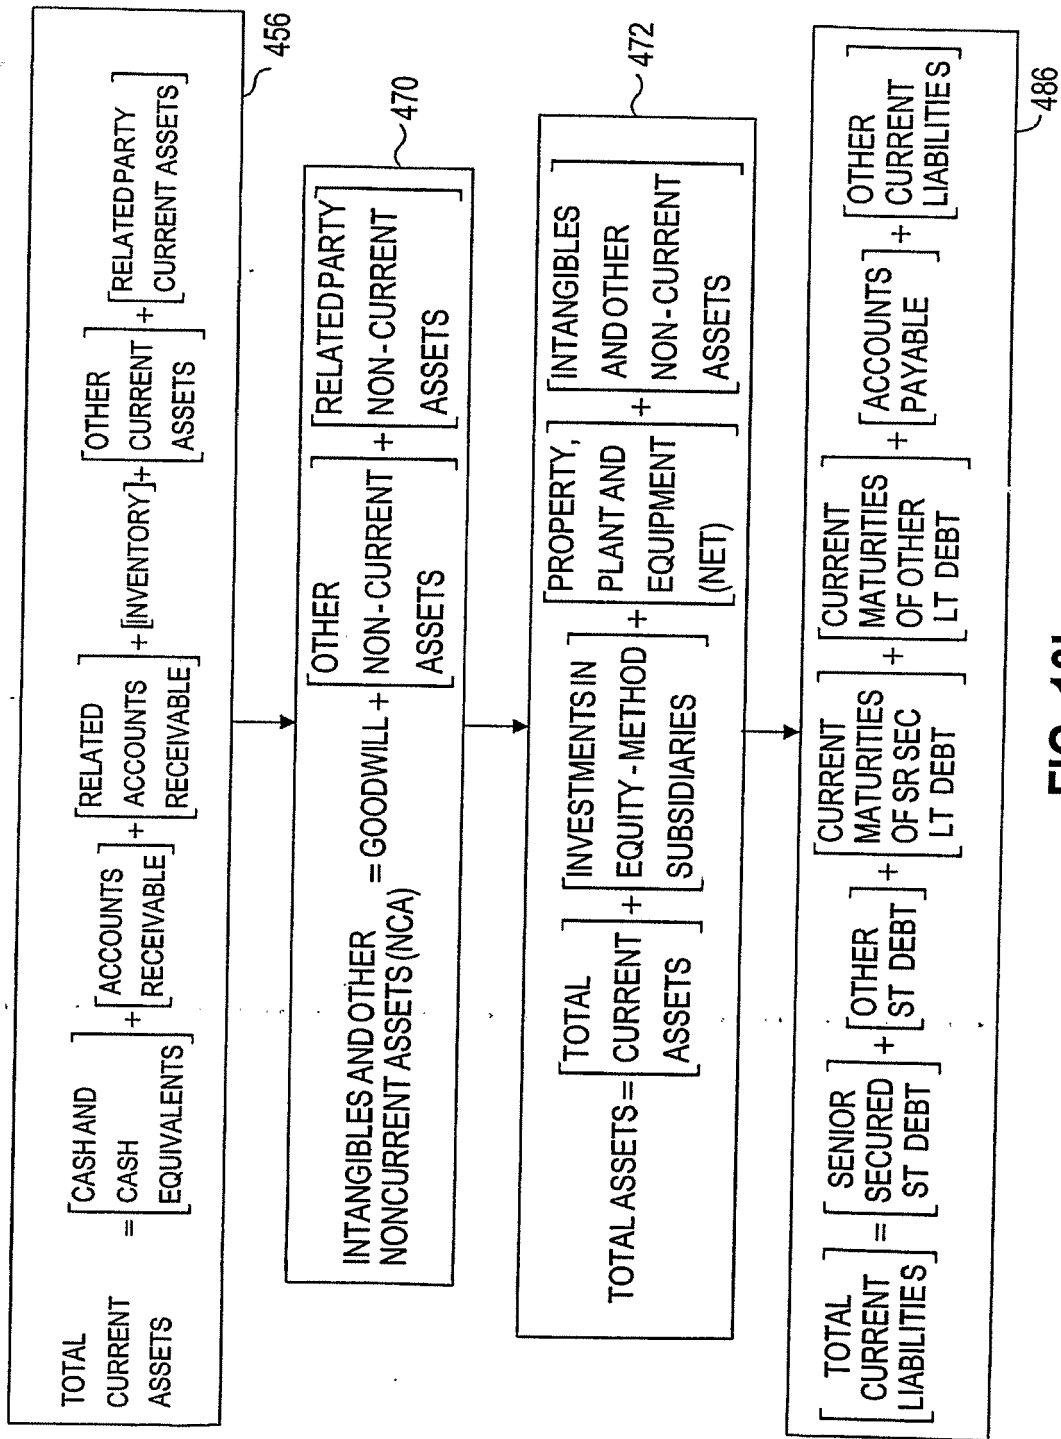 TOTAL
CURRENT
ASSETS
=
[CASH AND
CASH
EQUIVALENTS]
+
[ACCOUNTS
RECEIVABLE]
+
[RELATED
ACCOUNTS
RECEIVABLE]
+ [INVENTORY] +
[OTHER
CURRENT
ASSETS]
+
[RELATED PARTY
CURRENT ASSETS]
456
INTANGIBLES AND OTHER
NONCURRENT ASSETS (NCA)
= GOODWILL +
[OTHER
NON-CURRENT
ASSETS]
+
[RELATED PARTY
NON-CURRENT
ASSETS]
470
TOTAL ASSETS =
[TOTAL
CURRENT
ASSETS]
+
[INVESTMENTS IN
EQUITY-METHOD
SUBSIDIARIES]
+
[PROPERTY,
PLANT AND
EQUIPMENT
(NET)]
+
[INTANGIBLES
AND OTHER
NON-CURRENT
ASSETS]
472
[TOTAL
CURRENT
LIABILITIES]
=
[SENIOR
SECURED
ST DEBT]
+
[OTHER
ST DEBT]
+
[CURRENT
MATURITIES
OF SR SEC
LT DEBT]
+
[CURRENT
MATURITIES
OF OTHER
LT DEBT]
+
[ACCOUNTS
PAYABLE]
+
[OTHER
CURRENT
LIABILITIES]
486
FIG.